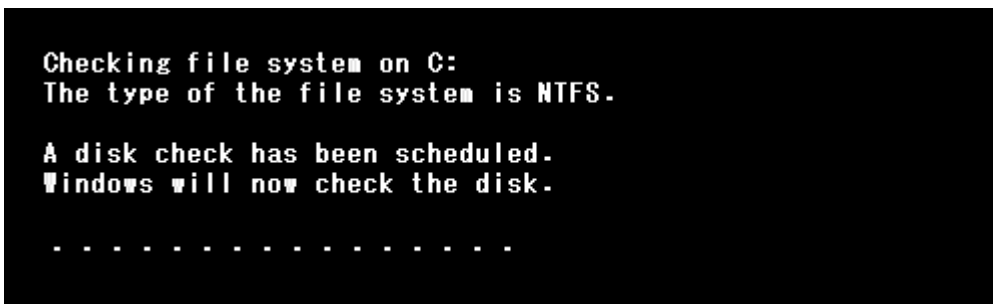 Checking file system on C:
The type of the file system is NTFS.
A disk check has been scheduled.
Windows will now check the disk.
. . . . . . . . . . . . . . . .